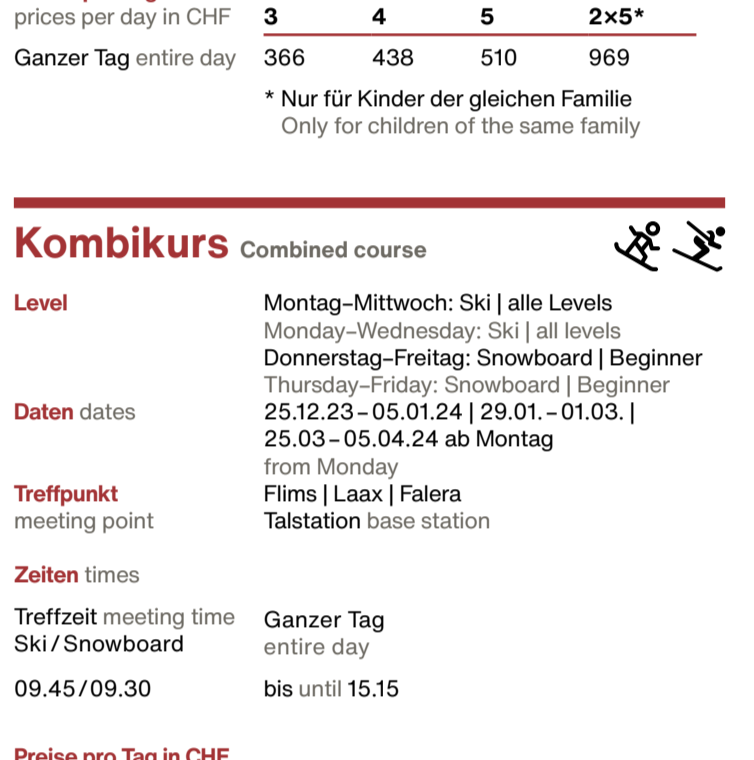 prices per day in CHF 3 4 5 2×5*
Ganzer Tag entire day 366 438 510 969
* Nur für Kinder der gleichen Familie
Only for children of the same family
Kombikurs Combined course
Level Montag–Mittwoch: Ski | alle Levels
Monday–Wednesday: Ski | all levels
Donnerstag–Freitag: Snowboard | Beginner
Thursday–Friday: Snowboard | Beginner
Daten dates 25.12.23 – 05.01.24 | 29.01. – 01.03. |
25.03 – 05.04.24 ab Montag
from Monday
Treffpunkt Flims | Laax | Falera
meeting point Talstation base station
Zeiten times
Treffzeit meeting time Ganzer Tag
Ski / Snowboard entire day
09.45 / 09.30 bis until 15.15
Preise pro Tag in CHF